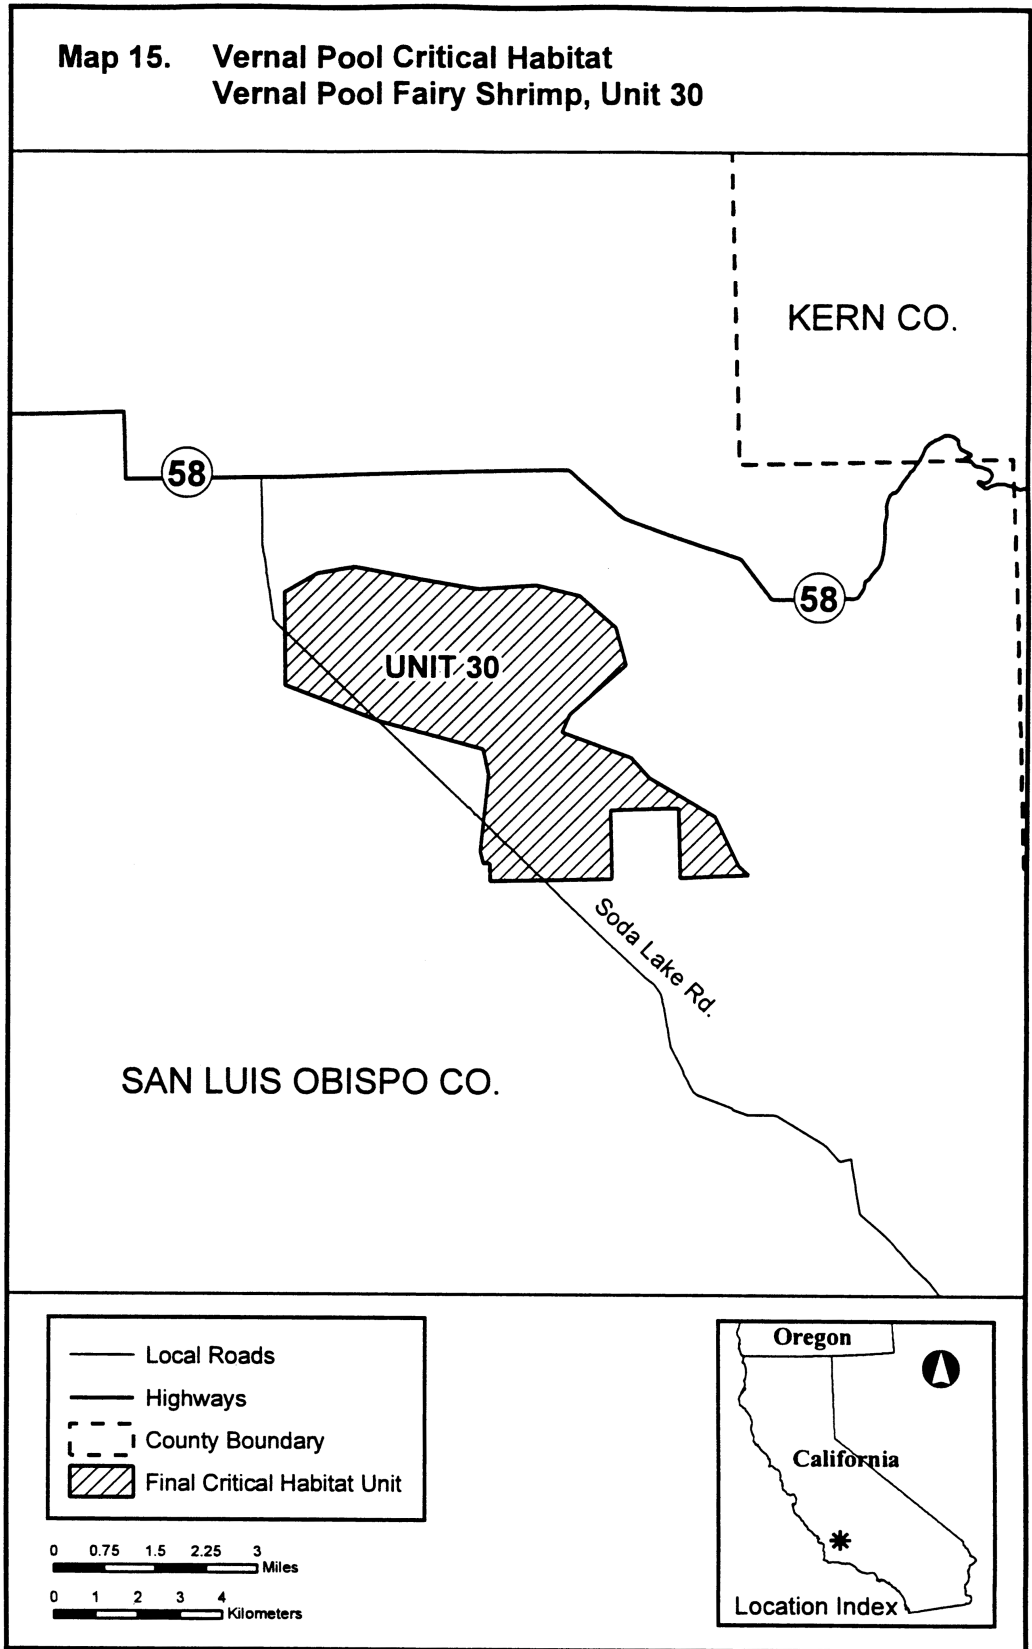 Map 15. Vernal Pool Critical Habitat
Vernal Pool Fairy Shrimp, Unit 30
KERN CO.
58
58
UNIT 30
Soda Lake Rd.
SAN LUIS OBISPO CO.
Local Roads
Highways
County Boundary
Final Critical Habitat Unit
0 0.75 1.5 2.25 3
Miles
0 1 2 3 4
Kilometers
Oregon
California
Location Index